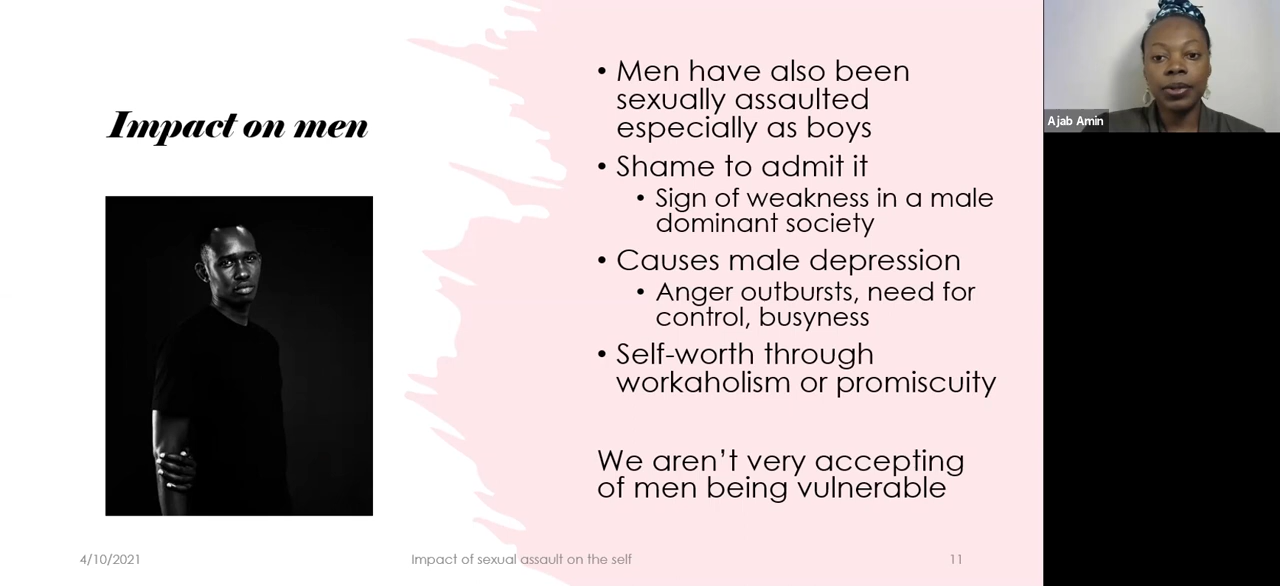 Impact on men
• Men have also been
sexually assaulted
especially as boys
• Shame to admit it
• Sign of weakness in a male
dominant society
• Causes male depression
• Anger outbursts, need for
control, busyness
• Self-worth through
workaholism or promiscuity
We aren't very accepting
of men being vulnerable
4/10/2021
Impact of sexual assault on the self
11
Ajab Amin